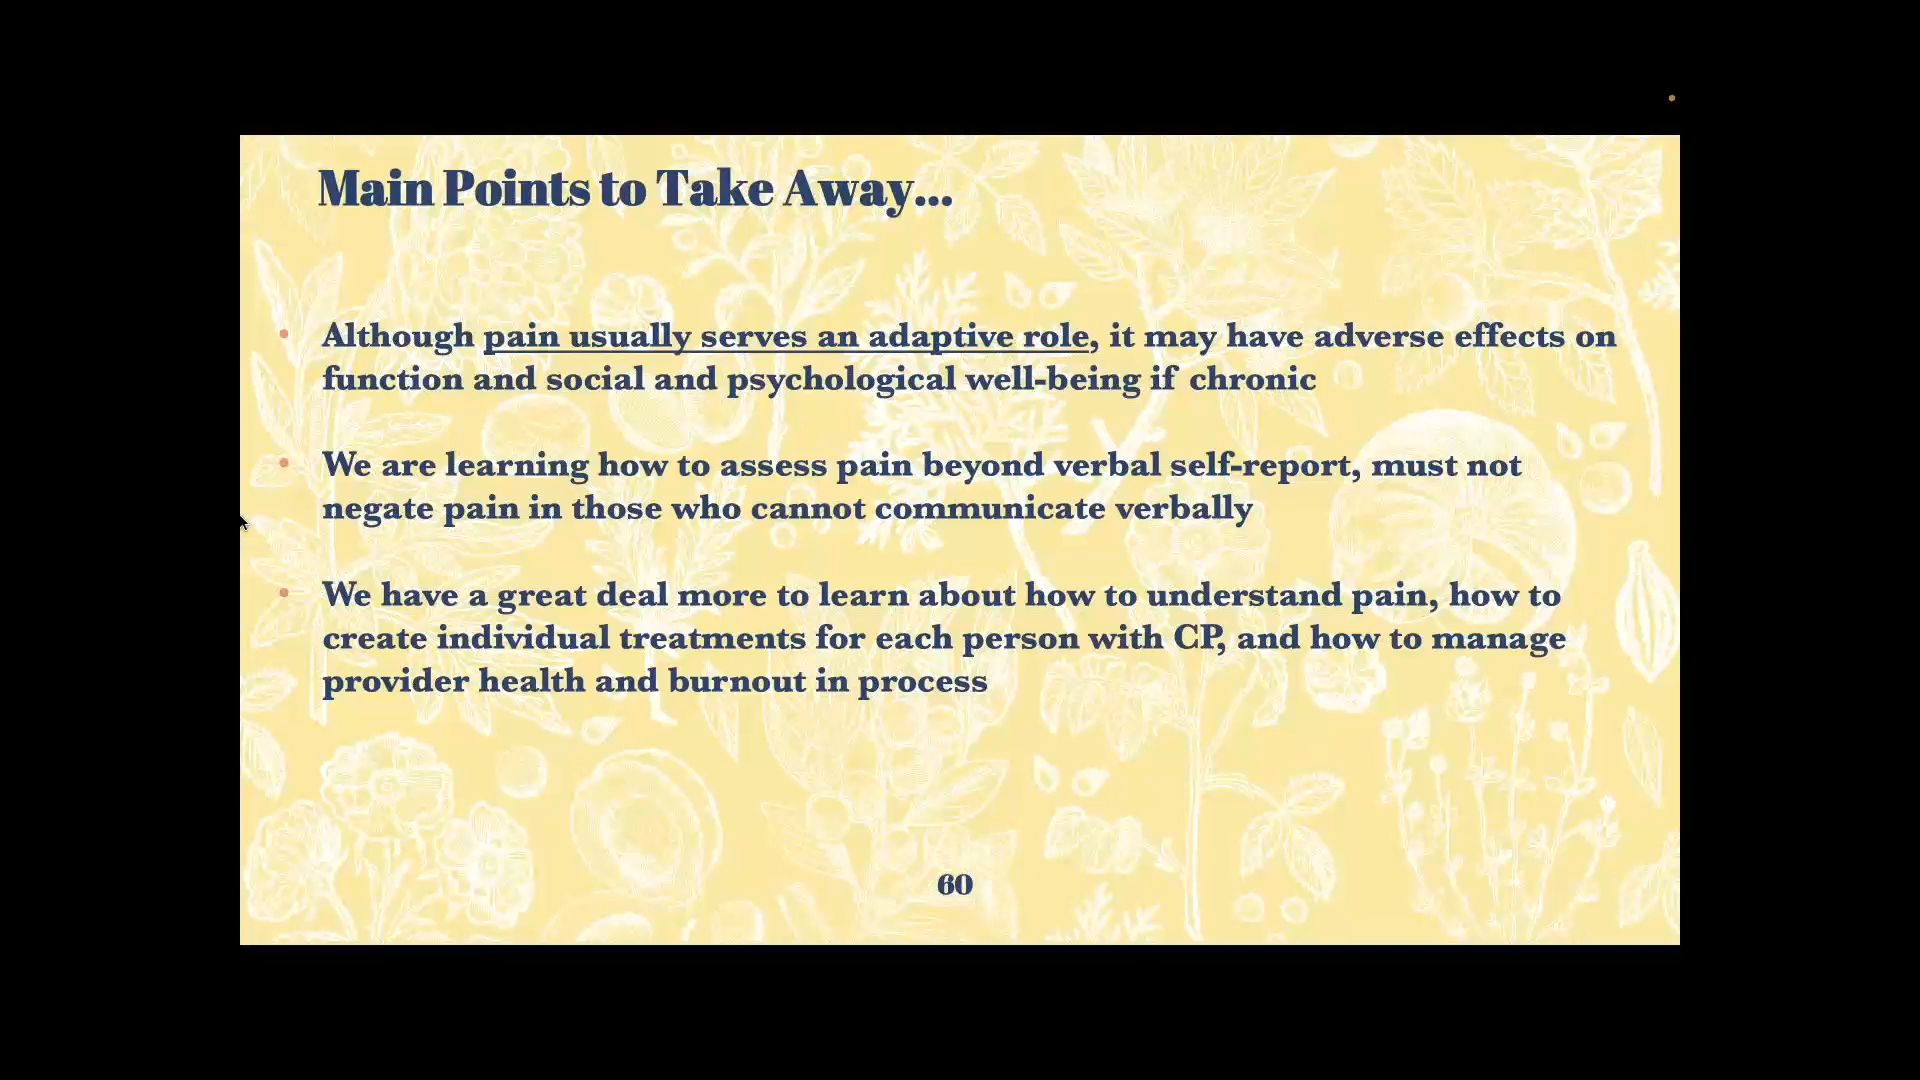 Main Points to Take Away...
Although pain usually serves an adaptive role, it may have adverse effects on
function and social and psychological well-being if chronic
We are learning how to assess pain beyond verbal self-report, must not
negate pain in those who cannot communicate verbally
We have a great deal more to learn about how to understand pain, how to
create individual treatments for each person with CP, and how to manage
provider health and burnout in process
60